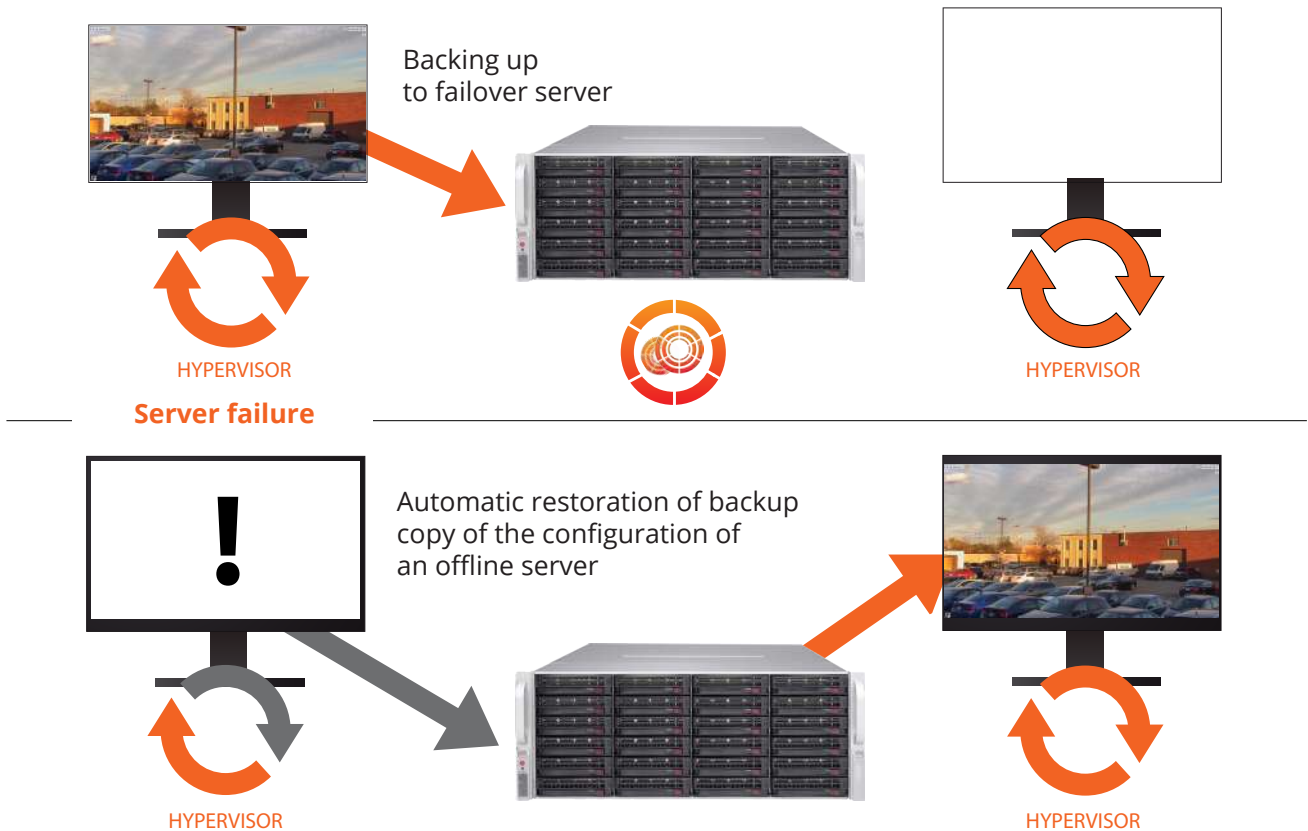 Backing up
to failover server
HYPERVISOR
HYPERVISOR
Server failure
!
Automatic restoration of backup
copy of the configuration of
an offline server
HYPERVISOR
HYPERVISOR